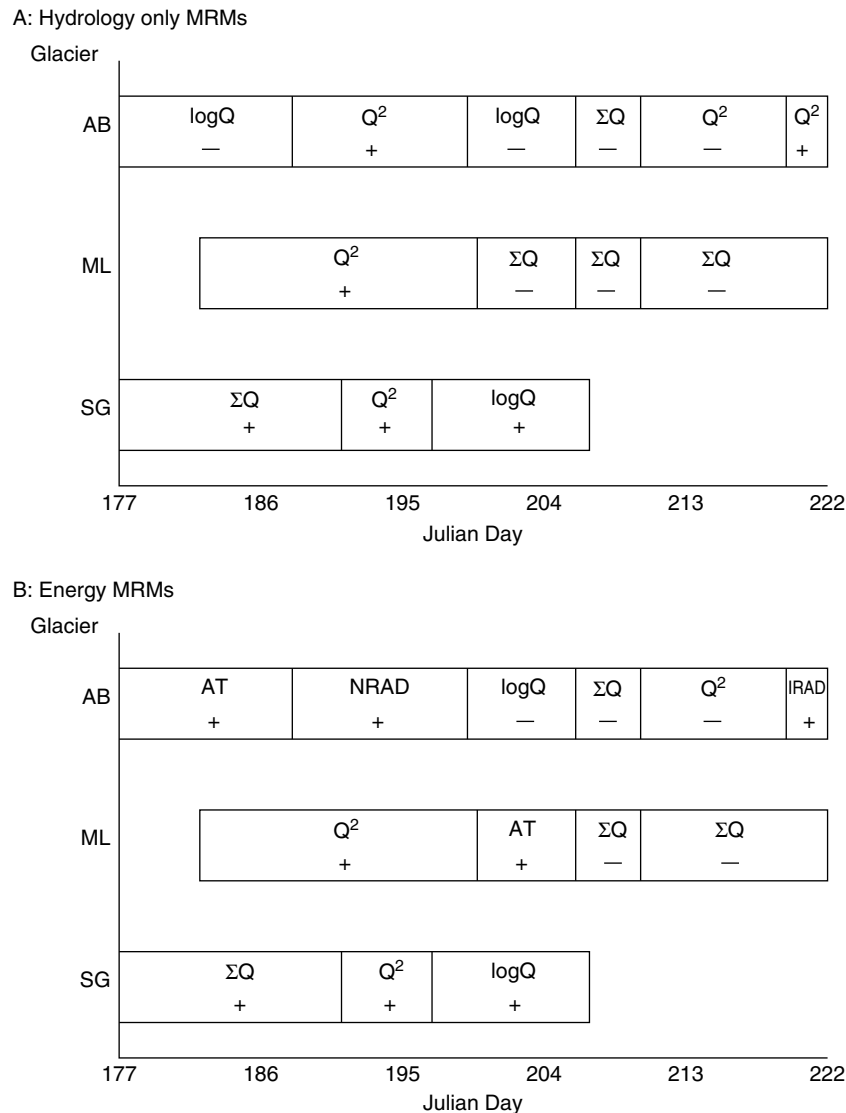 A: Hydrology only MRMs
Glacier
AB
logQ Q² logQ ΣQ Q² Q²
— + — — — +
ML
Q² ΣQ ΣQ ΣQ
+ — — —
SG
ΣQ Q² logQ
+ + +
177 186 195 204 213 222
Julian Day
B: Energy MRMs
Glacier
AB
AT NRAD logQ ΣQ Q² IRAD
+ + — — — +
ML
Q² AT ΣQ ΣQ
+ + — —
SG
ΣQ Q² logQ
+ + +
177 186 195 204 213 222
Julian Day